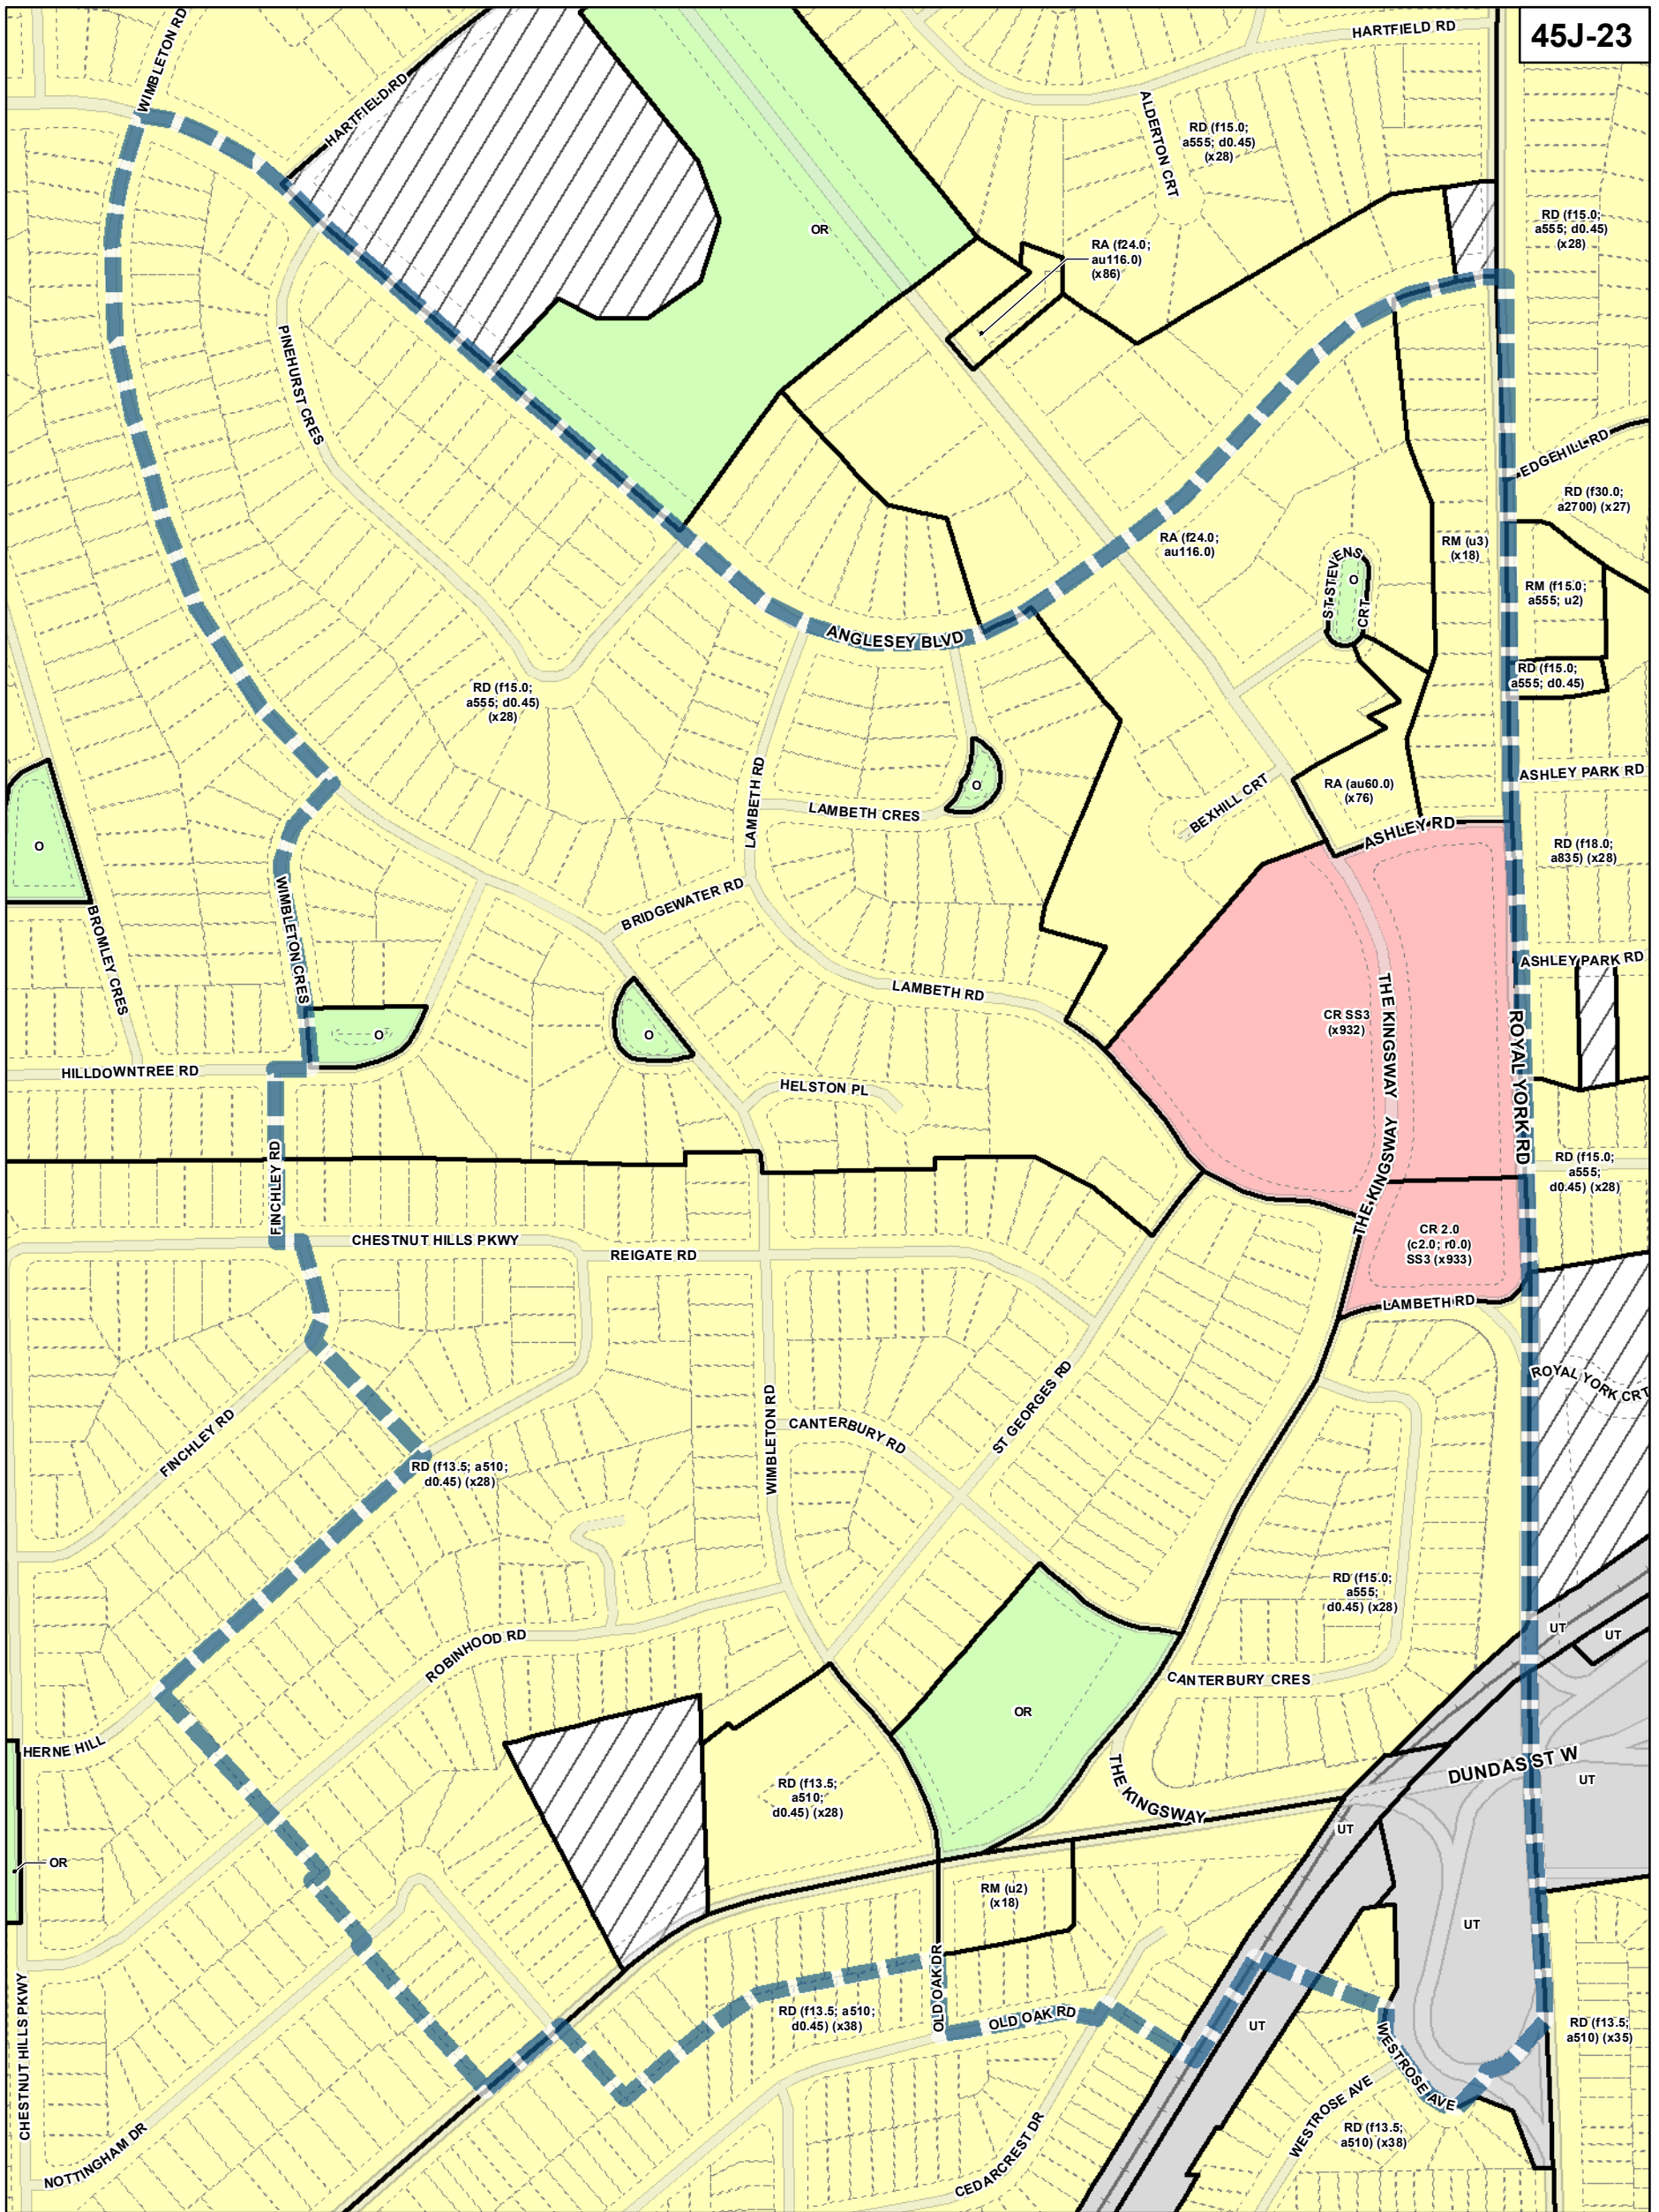 45J-23
WIMBLETON RD
HARTFIELD RD
HARTFIELD RD
ALDERTON CRT
RD (f15.0;
a555; d0.45)
(x28)
OR
RD (f15.0;
a555; d0.45)
(x28)
RA (f24.0;
au116.0)
(x86)
PINEHURST CRES
EDGEHILL RD
RD (f30.0;
a2700) (x27)
RA (f24.0;
au116.0)
RM (u3)
(x18)
ST STEVENS
CRT
O
RM (f15.0;
a555; u2)
ANGLESEY BLVD
RD (f15.0;
a555; d0.45)
RD (f15.0;
a555; d0.45)
(x28)
ASHLEY PARK RD
O
RA (au60.0)
(x76)
BEXHILL CRT
LAMBETH RD
LAMBETH CRES
ASHLEY RD
O
RD (f18.0;
a835) (x28)
BRIDGEWATER RD
BROMLEY CRES
WIMBLETON CRES
ASHLEY PARK RD
LAMBETH RD
THE KINGSWAY
CR SS3
(x932)
ROYAL YORK RD
O
O
HILLDOWNTREE RD
HELSTON PL
FINCHLEY RD
THE KINGSWAY
RD (f15.0;
a555;
d0.45) (x28)
CHESTNUT HILLS PKWY
REIGATE RD
CR 2.0
(c2.0; r0.0)
SS3 (x933)
LAMBETH RD
ROYAL YORK CRT
FINCHLEY RD
WIMBLETON RD
CANTERBURY RD
ST GEORGES RD
RD (f13.5; a510;
d0.45) (x28)
RD (f15.0;
a555;
d0.45) (x28)
UT
UT
ROBINHOOD RD
CANTERBURY CRES
OR
HERNE HILL
DUNDAS ST W
UT
RD (f13.5;
a510;
d0.45) (x28)
THE KINGSWAY
UT
OR
RM (u2)
(x18)
UT
OLD OAK DR
CHESTNUT HILLS PKWY
RD (f13.5; a510;
d0.45) (x38)
OLD OAK RD
UT
WESTROSE AVE
RD (f13.5;
a510) (x35)
WESTROSE AVE
RD (f13.5;
a510) (x38)
NOTTINGHAM DR
CEDARCREST DR